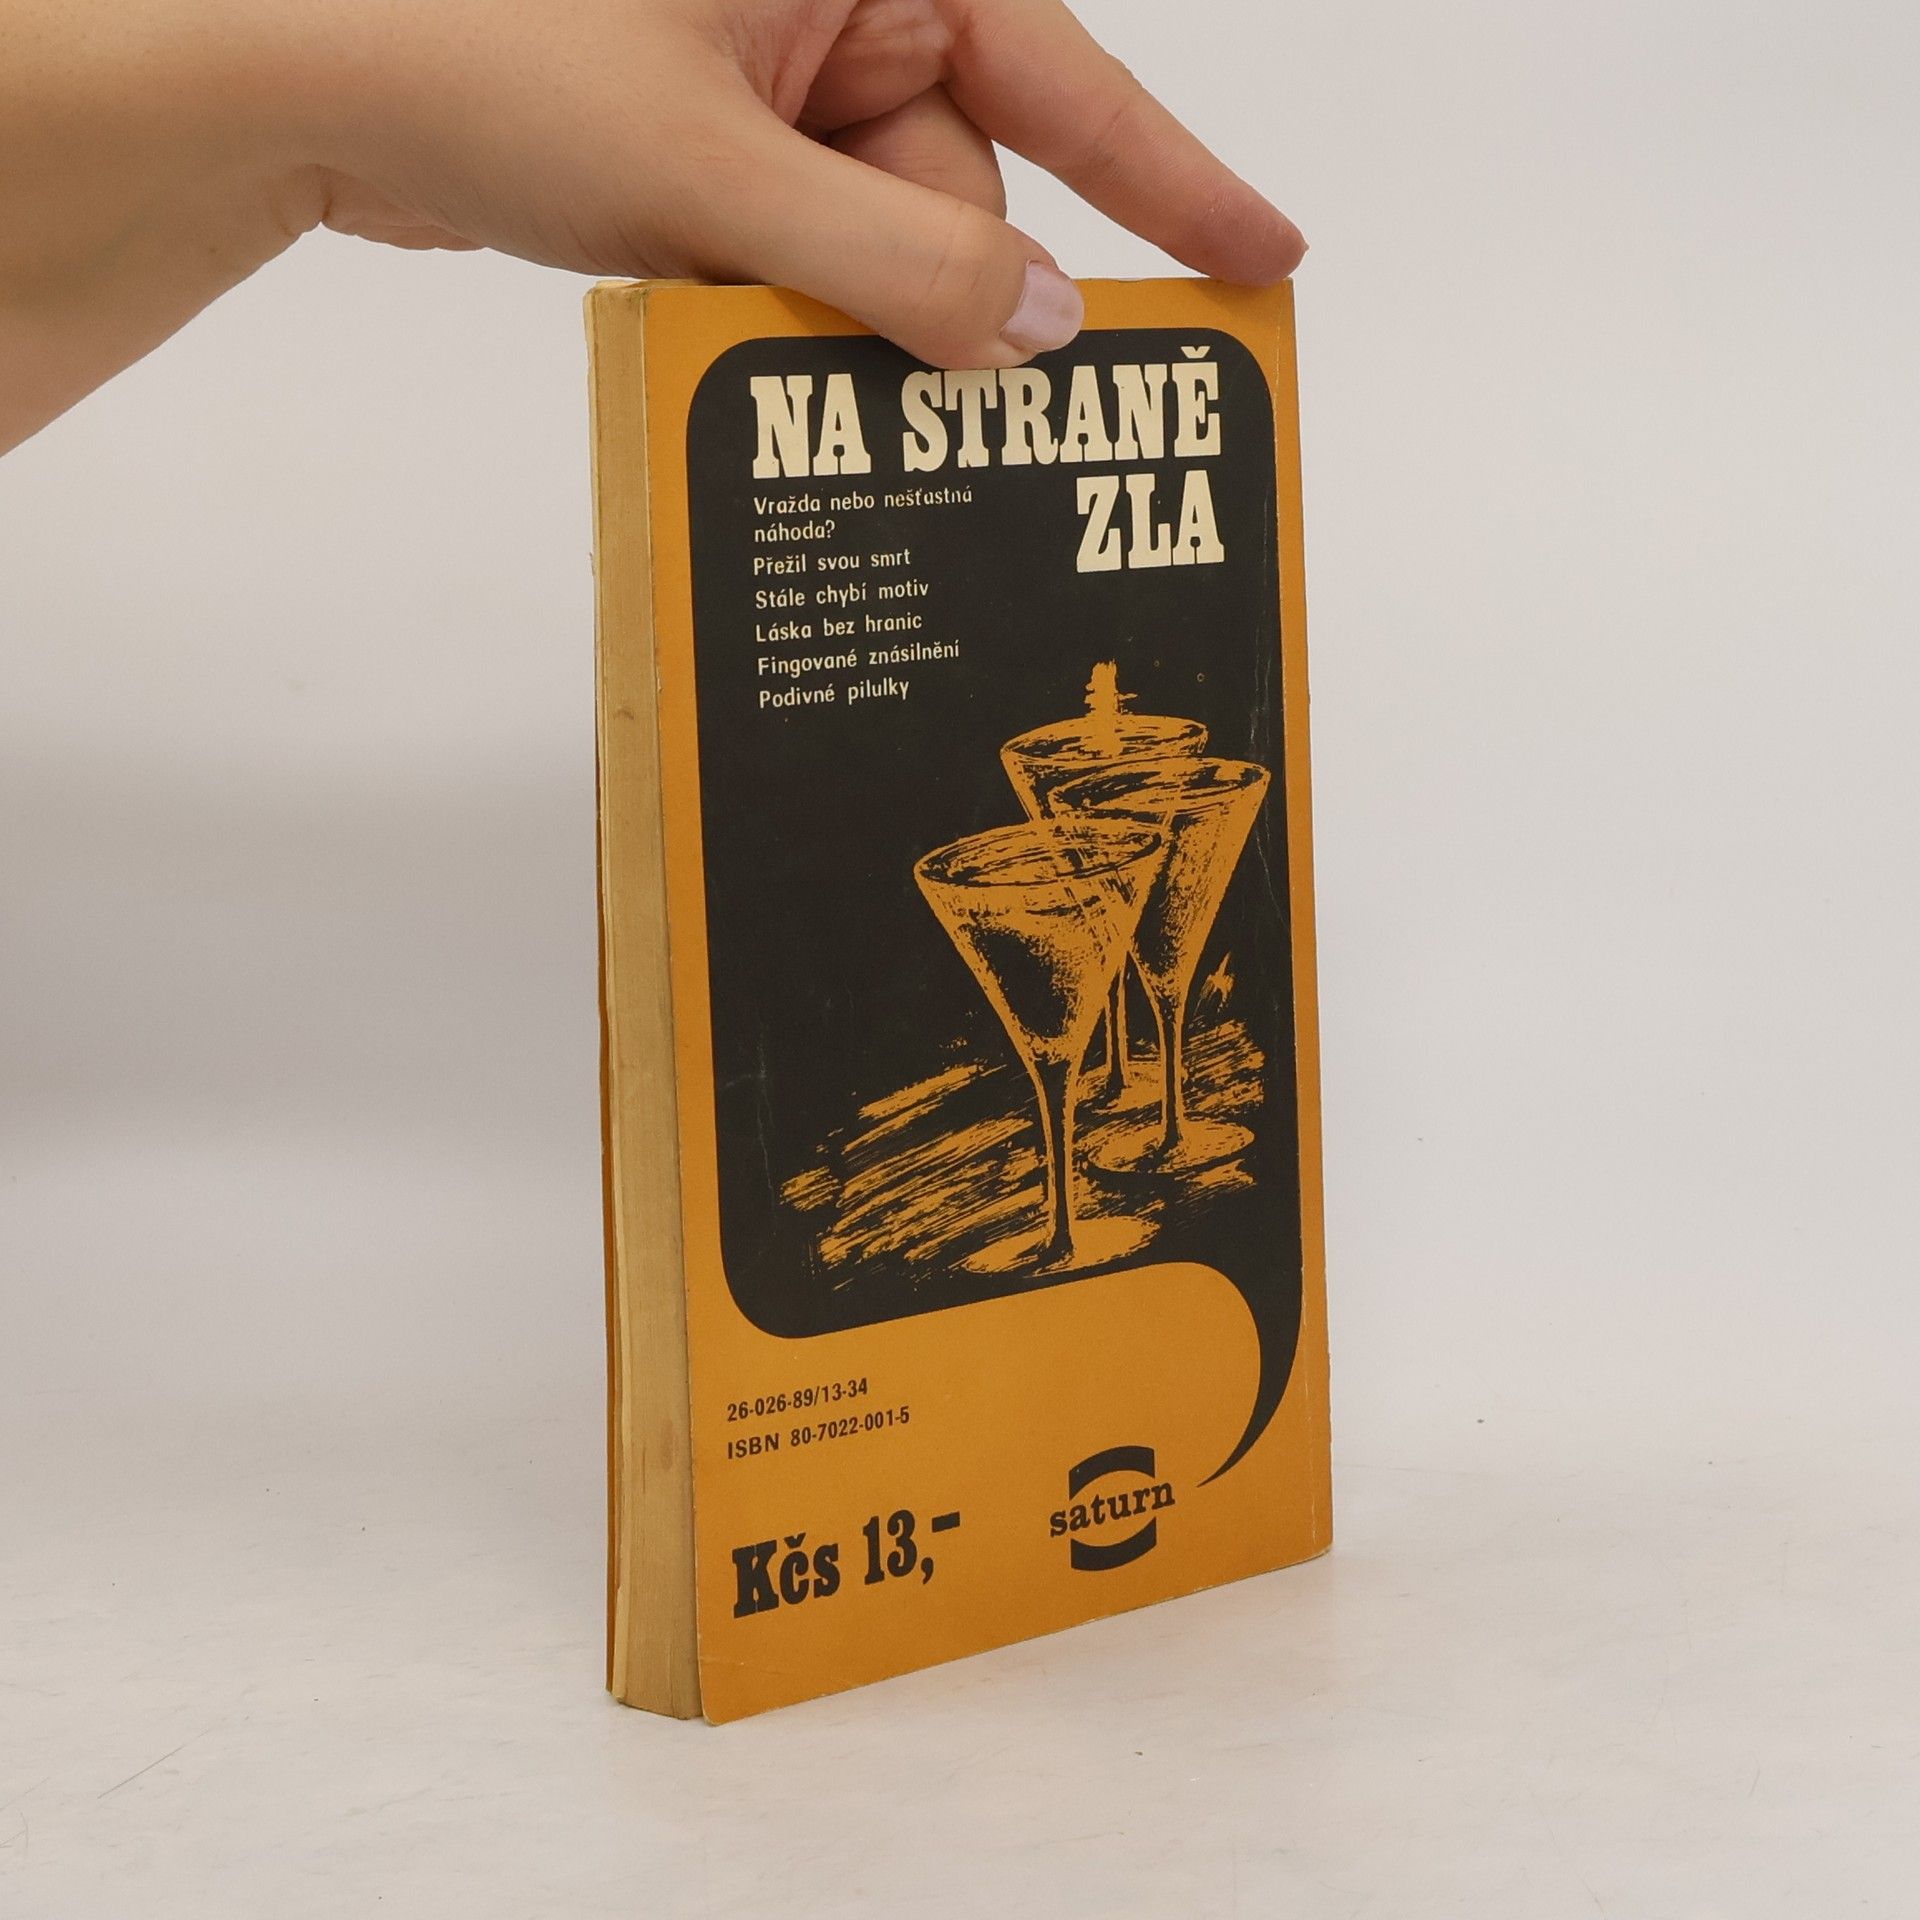 NA STRANĚ
ZLA
Vražda nebo nešťastná
náhoda?
Přežil svou smrt
Stále chybí motiv
Láska bez hranic
Fingované znásilnění
Podivné pilulky
26-026-89/13-34
ISBN 80-7022-001-5
Kčs 13,-
saturn